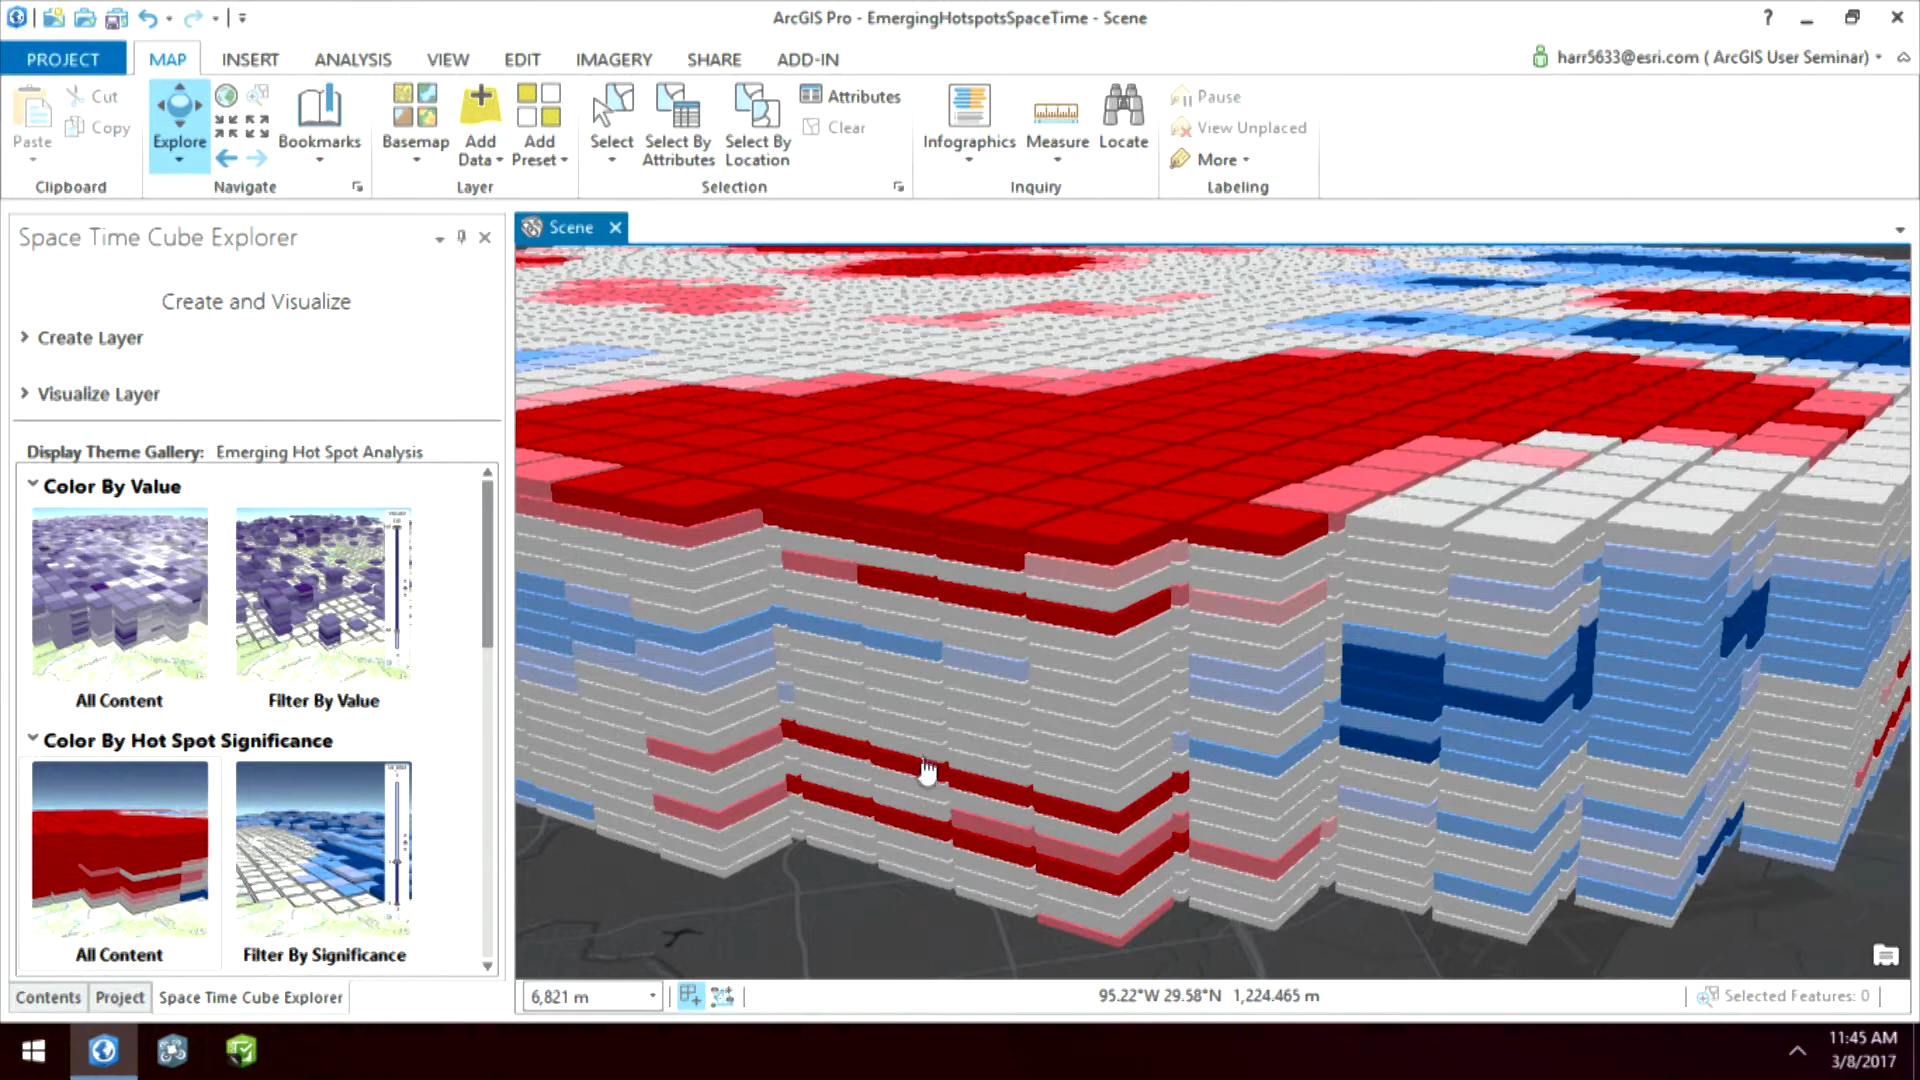 ArcGIS Pro - EmergingHotspotsSpaceTime - Scene
?
PROJECT MAP INSERT ANALYSIS VIEW EDIT IMAGERY SHARE ADD-IN
harr5633@esri.com ( ArcGIS User Seminar)
Paste
Cut
Copy
Clipboard
Explore
Bookmarks
Navigate
Basemap
Add Data
Add Preset
Layer
Select
Select By Attributes
Select By Location
Attributes
Clear
Selection
Infographics
Measure
Locate
Inquiry
Pause
View Unplaced
More
Labeling
Space Time Cube Explorer
Create and Visualize
Create Layer
Visualize Layer
Display Theme Gallery: Emerging Hot Spot Analysis
Color By Value
All Content
Filter By Value
Color By Hot Spot Significance
All Content
Filter By Significance
Contents Project Space Time Cube Explorer
Scene
6,821 m
95.22°W 29.58°N 1,224.465 m
Selected Features: 0
11:45 AM
3/8/2017